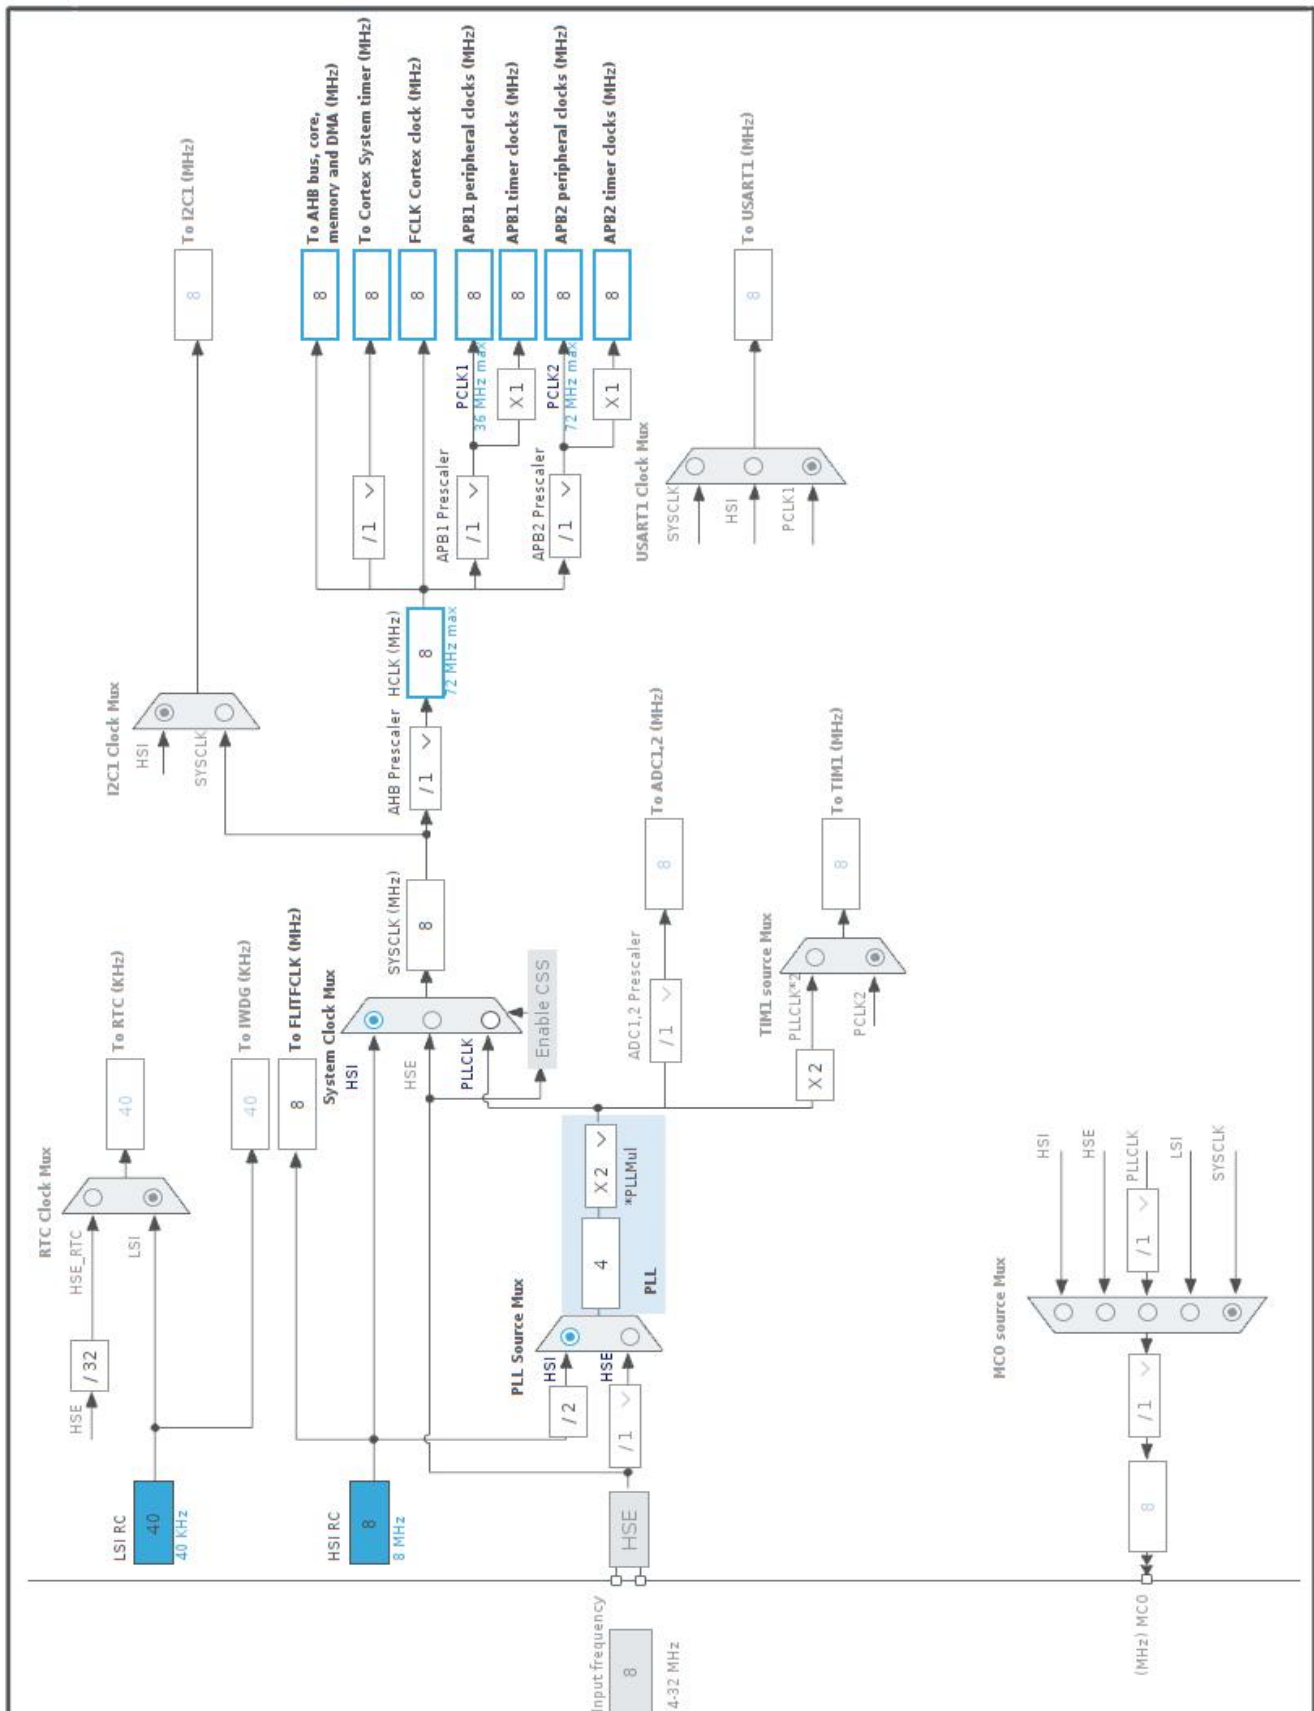 RTC Clock Mux
HSE
/ 32
HSE_RTC
LSI
40
To RTC (KHz)
LSI RC
40
40 KHz
40
To IWDG (KHz)
8
To FLITFCLK (MHz)
HSI RC
8
8 MHz
System Clock Mux
HSI
HSE
PLLCLK
Enable CSS
SYSCLK (MHz)
8
AHB Prescaler
/ 1
HCLK (MHz)
8
72 MHz max
I2C1 Clock Mux
HSI
SYSCLK
8
To I2C1 (MHz)
8
To AHB bus, core,
memory and DMA (MHz)
/ 1
8
To Cortex System timer (MHz)
8
FCLK Cortex clock (MHz)
APB1 Prescaler
/ 1
PCLK1
36 MHz max
8
APB1 peripheral clocks (MHz)
X 1
8
APB1 timer clocks (MHz)
APB2 Prescaler
/ 1
PCLK2
72 MHz max
8
APB2 peripheral clocks (MHz)
X 1
8
APB2 timer clocks (MHz)
Input frequency
8
4-32 MHz
HSE
PLL Source Mux
HSI
/ 2
HSE
/ 1
4
X 2
*PLLMul
PLL
ADC1,2 Prescaler
/ 1
8
To ADC1,2 (MHz)
TIM1 source Mux
X 2
PLLCLK*2
PCLK2
8
To TIM1 (MHz)
USART1 Clock Mux
SYSCLK
HSI
PCLK1
8
To USART1 (MHz)
MCO source Mux
(MHz) MCO
8
/ 1
/ 1
HSI
HSE
PLLCLK
LSI
SYSCLK